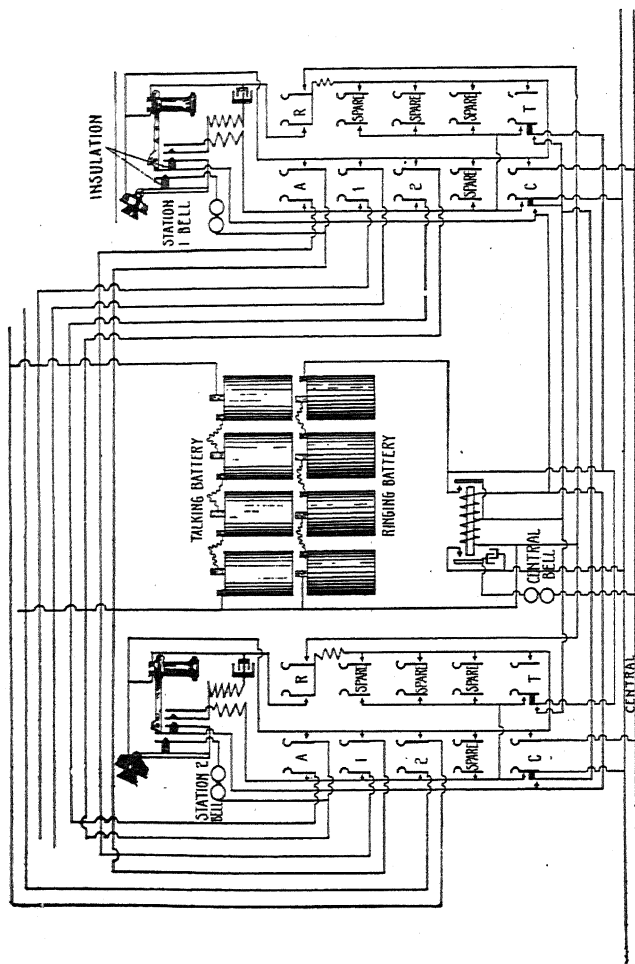 INSULATION
STATION
1 BELL
TALKING BATTERY
STATION 2
BELL
A R A R
1 SPARE 1 SPARE
RINGING BATTERY
2 SPARE 2 SPARE
SPARE SPARE SPARE SPARE
C T C T
CENTRAL
BELL
CENTRAL